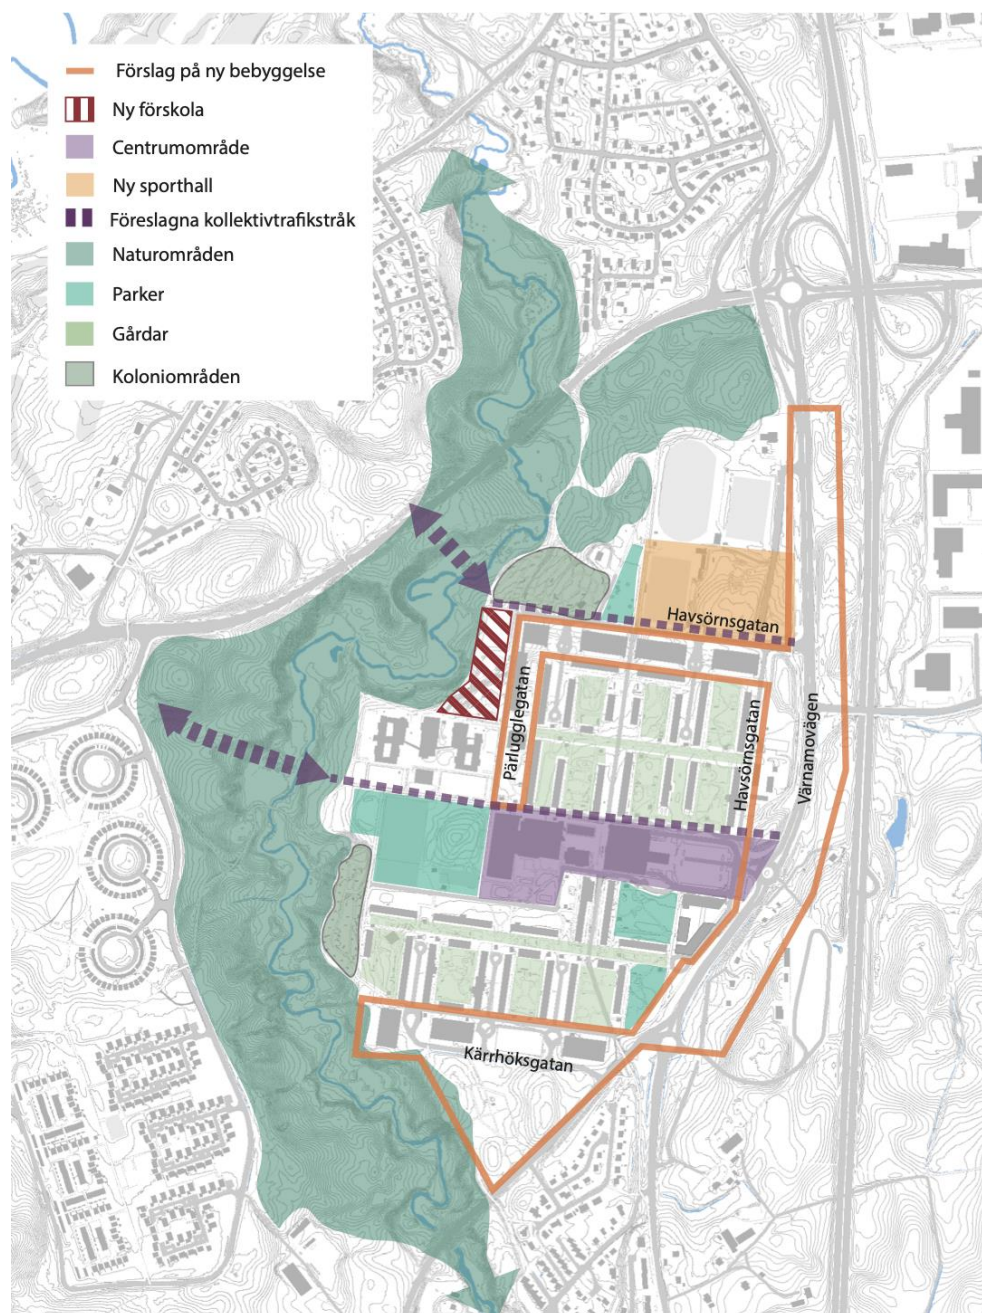 Förslag på ny bebyggelse
Ny förskola
Centrumområde
Ny sporthall
Föreslagna kollektivtrafikstråk
Naturområden
Parker
Gårdar
Koloniområden
Havsörnsgatan
Pärlugglegatan
Havsörnsgatan
Värnamovägen
Kärrhöksgatan